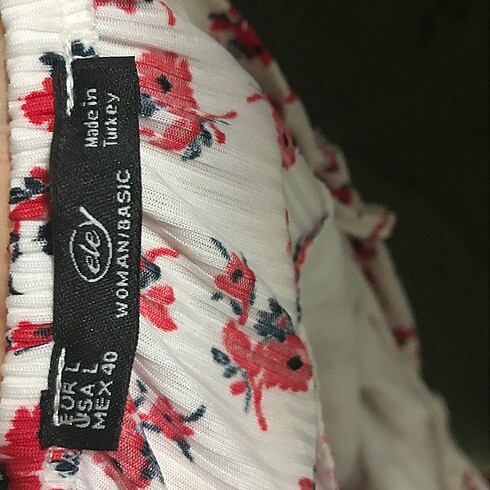 Made in
Turkey
eley
WOMAN BASIC
EUR L
USA L
MEX 40